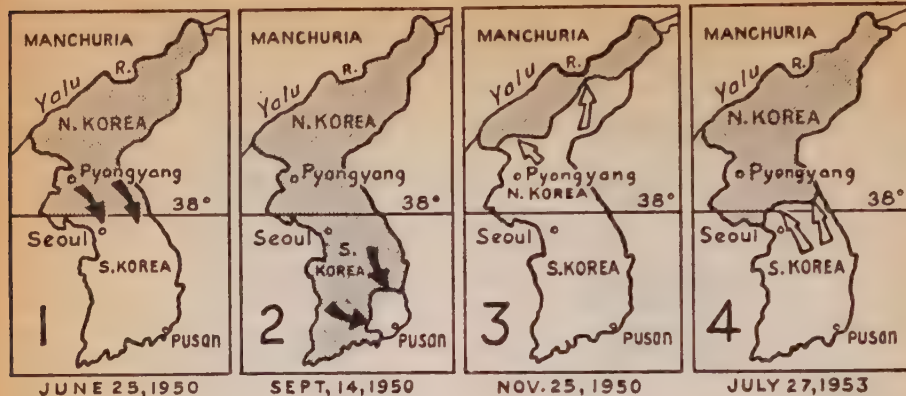 MANCHURIA
Yalu R.
N. KOREA
Pyongyang
38°
Seoul
S. KOREA
Pusan
1
JUNE 25, 1950
MANCHURIA
Yalu R.
N. KOREA
Pyongyang
38°
Seoul
S.
KOREA
Pusan
2
SEPT, 14, 1950
MANCHURIA
Yalu R.
Pyongyang
N. KOREA
38°
Seoul
S. KOREA
Pusan
3
NOV. 25, 1950
MANCHURIA
Yalu R.
N. KOREA
Pyongyang
38°
Seoul
S. KOREA
Pusan
4
JULY 27, 1953